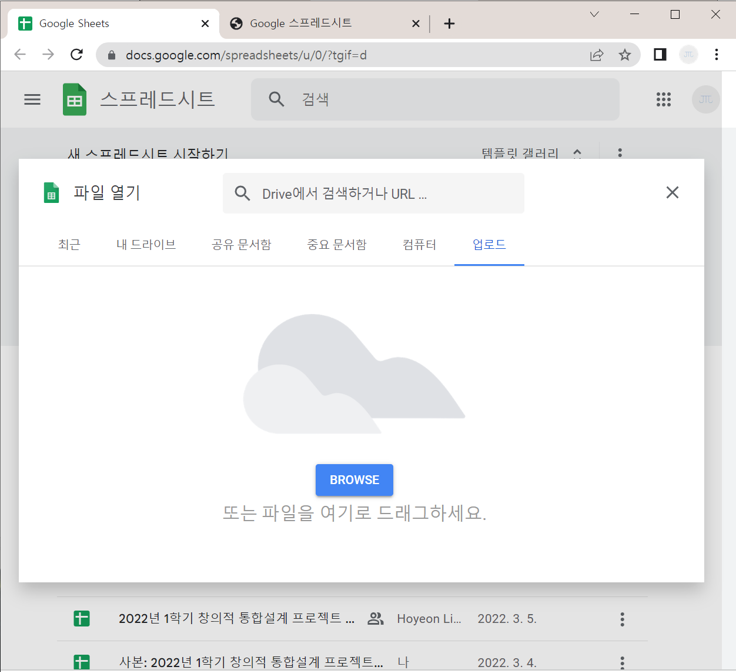 Google Sheets
Google 스프레드시트
docs.google.com/spreadsheets/u/0/?tgif=d
스프레드시트
검색
새 스프레드시트 시작하기
템플릿 갤러리
파일 열기
Drive에서 검색하거나 URL ...
최근
내 드라이브
공유 문서함
중요 문서함
컴퓨터
업로드
BROWSE
또는 파일을 여기로 드래그하세요.
2022년 1학기 창의적 통합설계 프로젝트 ... Hoyeon Li... 2022. 3. 5.
사본: 2022년 1학기 창의적 통합설계 프로젝트... 나 2022. 3. 4.